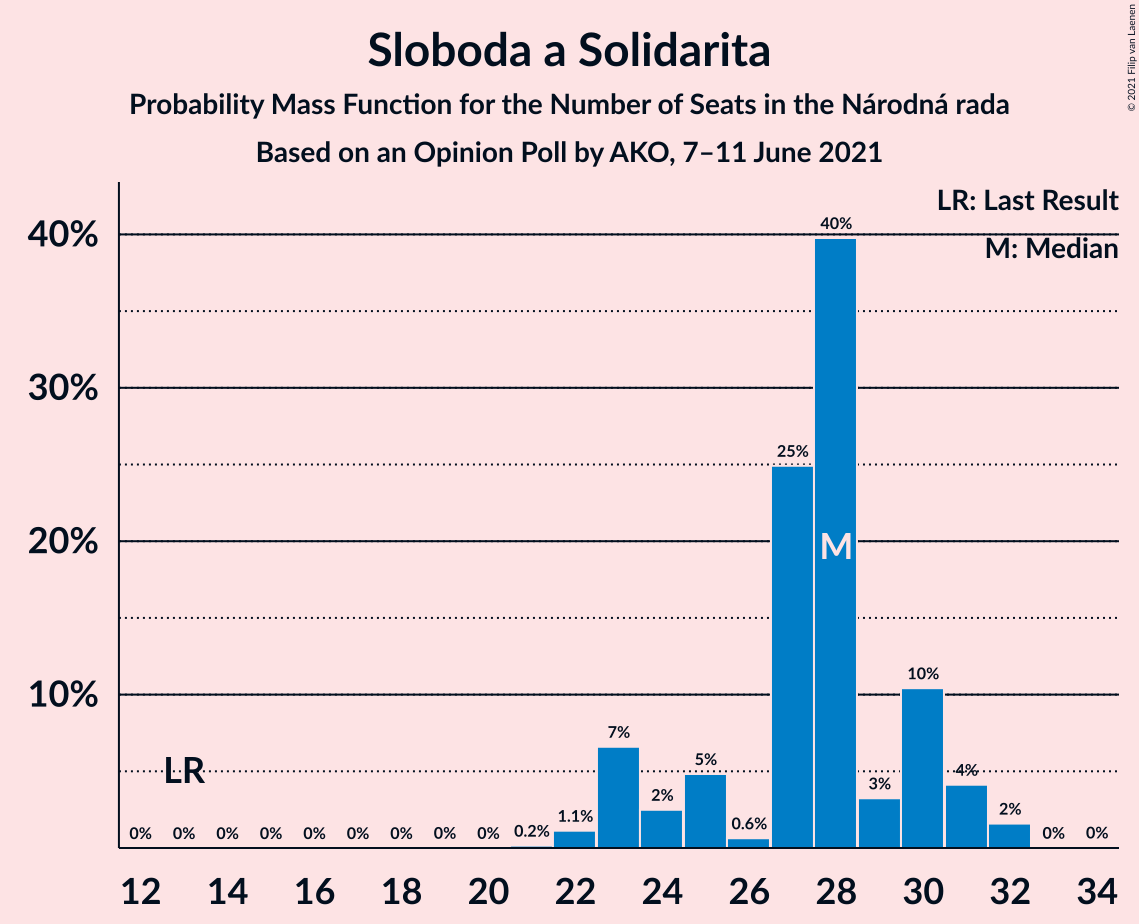 Sloboda a Solidarita
Probability Mass Function for the Number of Seats in the Národná rada
Based on an Opinion Poll by AKO, 7–11 June 2021
© 2021 Filip van Laenen
LR: Last Result
M: Median
40%
30%
20%
10%
0% 0% 0% 0% 0% 0% 0% 0% 0% 0.2% 1.1% 7% 2% 5% 0.6% 25% 40% 3% 10% 4% 2% 0% 0%
LR
M
12 14 16 18 20 22 24 26 28 30 32 34